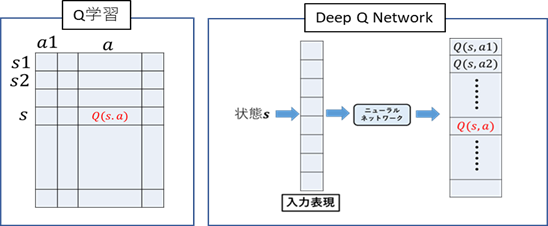 Q学習
a1 a
s1
s2
s
Q(s.a)
Deep Q Network
状態s
入力表現
ニューラル
ネットワーク
Q(s,a1)
Q(s,a2)
Q(s,a)